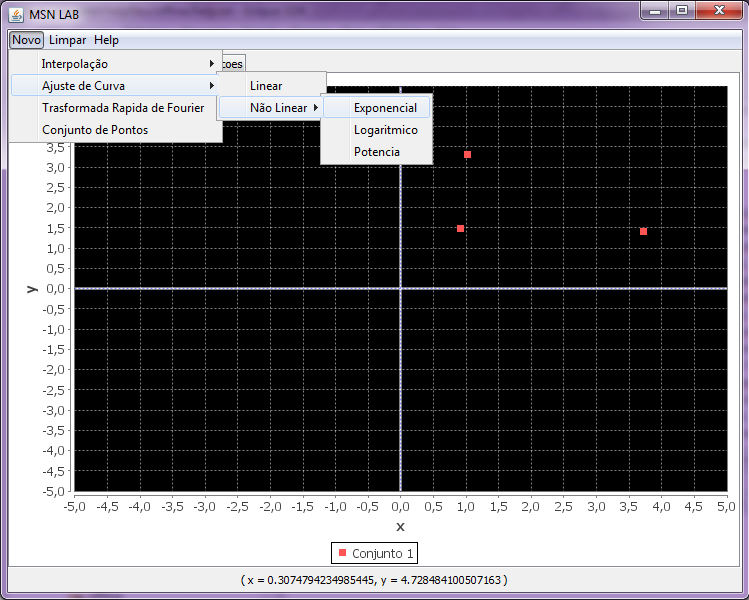 MSN LAB
Novo Limpar Help
Interpolação
Ajuste de Curva
Trasformada Rapida de Fourier
Conjunto de Pontos
Linear
Não Linear
Exponencial
Logaritmico
Potencia
3,5
3,0
2,5
2,0
1,5
1,0
0,5
0,0
-0,5
-1,0
-1,5
-2,0
-2,5
-3,0
-3,5
-4,0
-4,5
-5,0
y
-5,0 -4,5 -4,0 -3,5 -3,0 -2,5 -2,0 -1,5 -1,0 -0,5 0,0 0,5 1,0 1,5 2,0 2,5 3,0 3,5 4,0 4,5 5,0
x
Conjunto 1
( x = 0.3074794234985445, y = 4.728484100507163 )